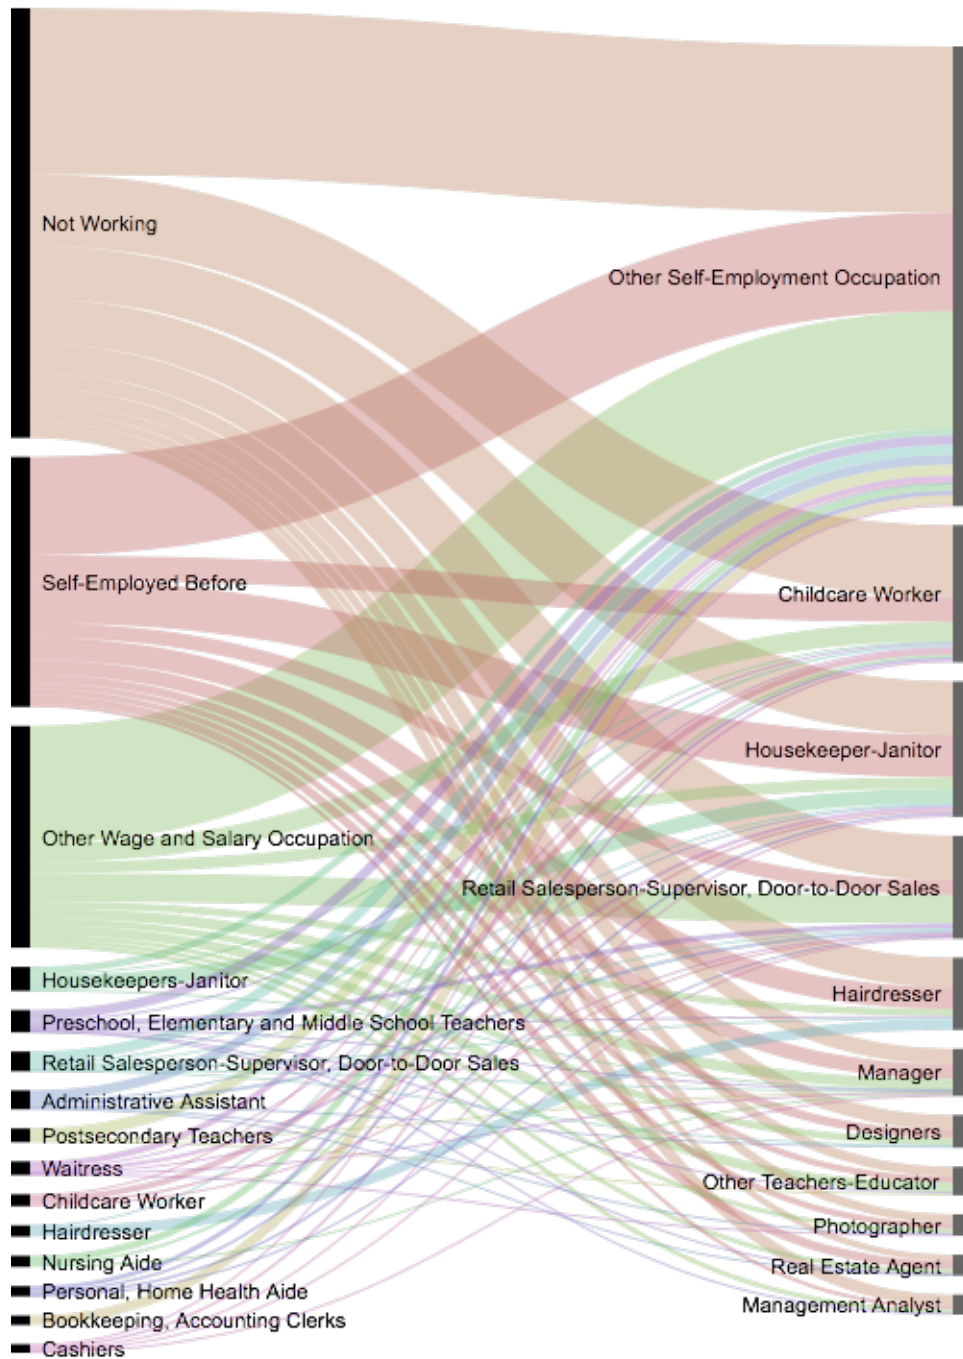 Not Working
Self-Employed Before
Other Wage and Salary Occupation
Housekeepers-Janitor
Preschool, Elementary and Middle School Teachers
Retail Salesperson-Supervisor, Door-to-Door Sales
Administrative Assistant
Postsecondary Teachers
Waitress
Childcare Worker
Hairdresser
Nursing Aide
Personal, Home Health Aide
Bookkeeping, Accounting Clerks
Cashiers
Other Self-Employment Occupation
Childcare Worker
Housekeeper-Janitor
Retail Salesperson-Supervisor, Door-to-Door Sales
Hairdresser
Manager
Designers
Other Teachers-Educator
Photographer
Real Estate Agent
Management Analyst